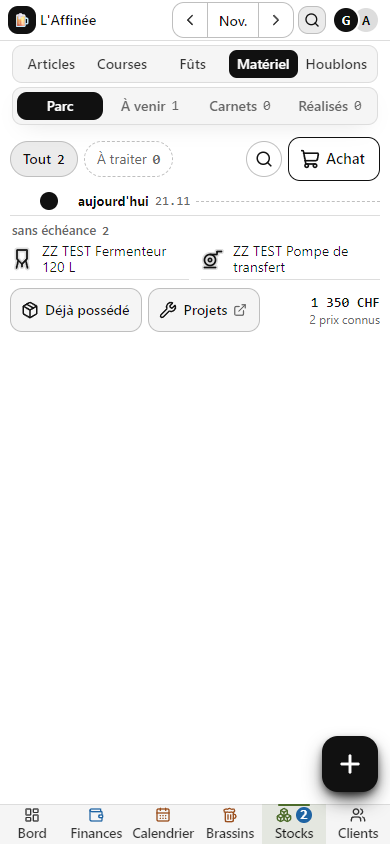 L'Affinée
Nov.
G
A
Articles
Courses
Fûts
Matériel
Houblons
Parc
À venir 1
Carnets 0
Réalisés 0
Tout 2
À traiter 0
Achat
aujourd'hui 21.11
sans échéance 2
ZZ TEST Fermenteur
120 L
ZZ TEST Pompe de
transfert
Déjà possédé
Projets
1 350 CHF
2 prix connus
Bord
Finances
Calendrier
Brassins
2
Stocks
Clients